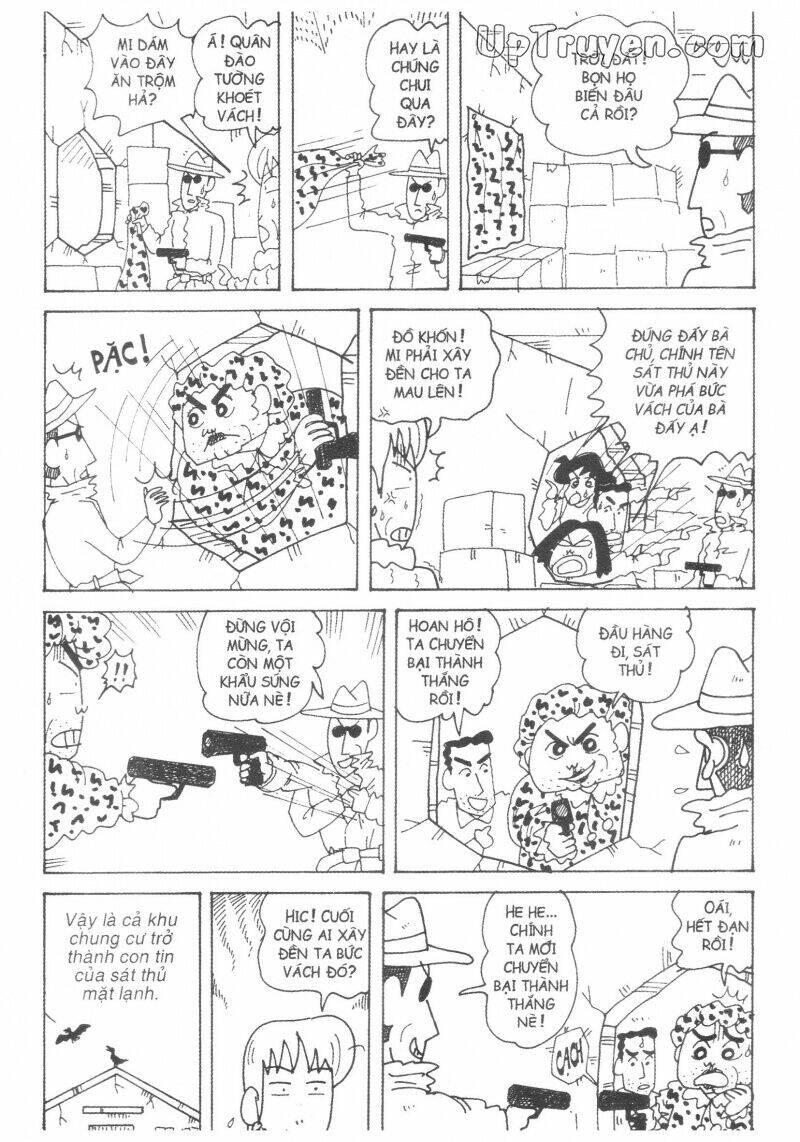 UpTruyen.com
TRỜI ĐẤT!
BỌN HỌ
BIẾN ĐÂU
CẢ RỒI?
HAY LÀ
CHÚNG
CHUI
QUA
ĐÂY?
Á! QUÂN
ĐÀO
TƯỜNG
KHOÉT
VÁCH!
MI DÁM
VÀO ĐÂY
ĂN TRỘM
HẢ?
ĐỨNG ĐẤY BÀ
CHỦ, CHÍNH TÊN
SÁT THỦ NÀY
VỪA PHÁ BỨC
VÁCH CỦA BÀ
ĐẤY Ạ!
ĐỒ KHỐN!
MI PHẢI XÂY
ĐỀN CHO TA
MAU LÊN!
PẶC!
ĐẦU HÀNG
ĐI, SÁT
THỦ!
HOAN HÔ!
TA CHUYỂN
BẠI THÀNH
THẮNG
RỒI!
ĐỪNG VỘI
MỪNG, TA
CÒN MỘT
KHẨU SÚNG
NỮA NÈ!
!!
OÁI,
HẾT ĐẠN
RỒI!
CẠCH
HE HE...
CHÍNH
TA MỚI
CHUYỂN
BẠI THÀNH
THẮNG
NÈ!
HIC! CUỐI
CÙNG AI XÂY
ĐỀN TA BỨC
VÁCH ĐÓ?
Vậy là cả khu
chung cư trở
thành con tin
của sát thủ
mặt lạnh.